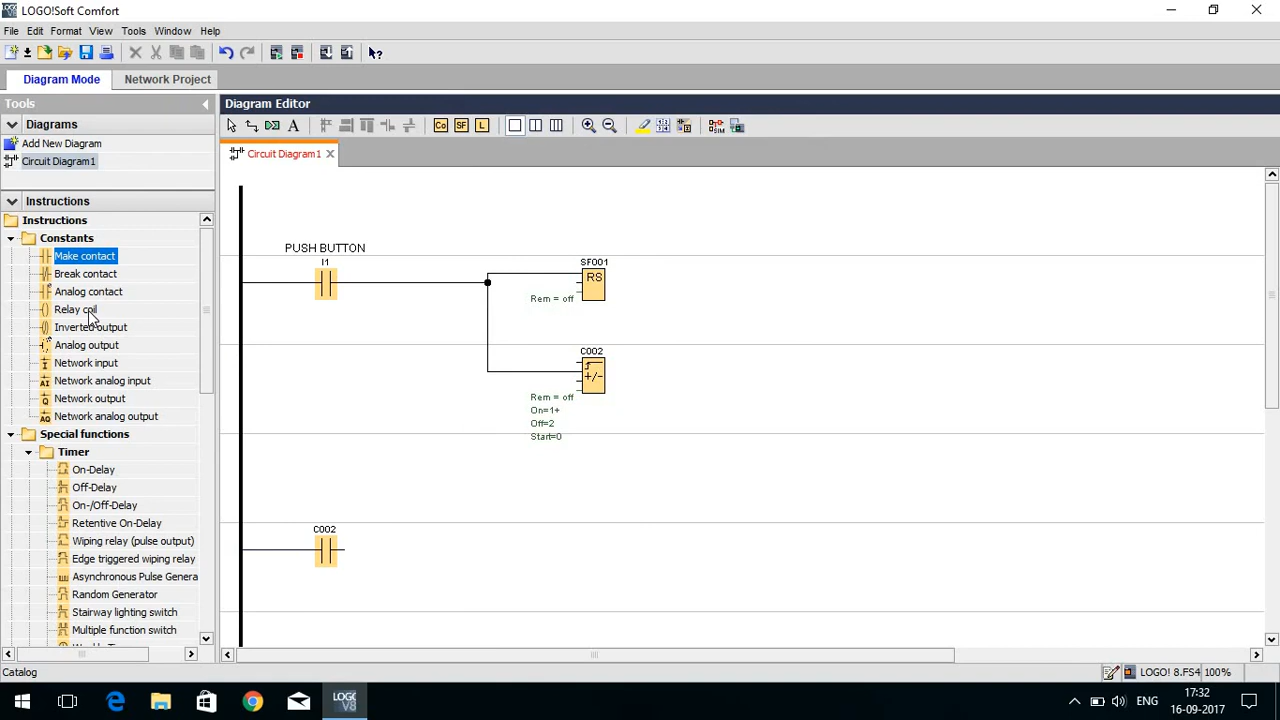 LOGO!Soft Comfort
File Edit Format View Tools Window Help
Diagram Mode Network Project
Tools
Diagram Editor
Diagrams
Add New Diagram
Circuit Diagram1
Circuit Diagram1
Instructions
Instructions
Constants
Make contact
Break contact
Analog contact
Relay coil
Inverted output
Analog output
Network input
Network analog input
Network output
Network analog output
Special functions
Timer
On-Delay
Off-Delay
On-/Off-Delay
Retentive On-Delay
Wiping relay (pulse output)
Edge triggered wiping relay
Asynchronous Pulse Genera
Random Generator
Stairway lighting switch
Multiple function switch
A Co SF L
PUSH BUTTON
I1
SF001
RS
Rem = off
C002
+/-
Rem = off
On=1+
Off=2
Start=0
C002
Catalog
LOGO! 8.FS4 100%
LOGO
V8
ENG
17:32
16-09-2017